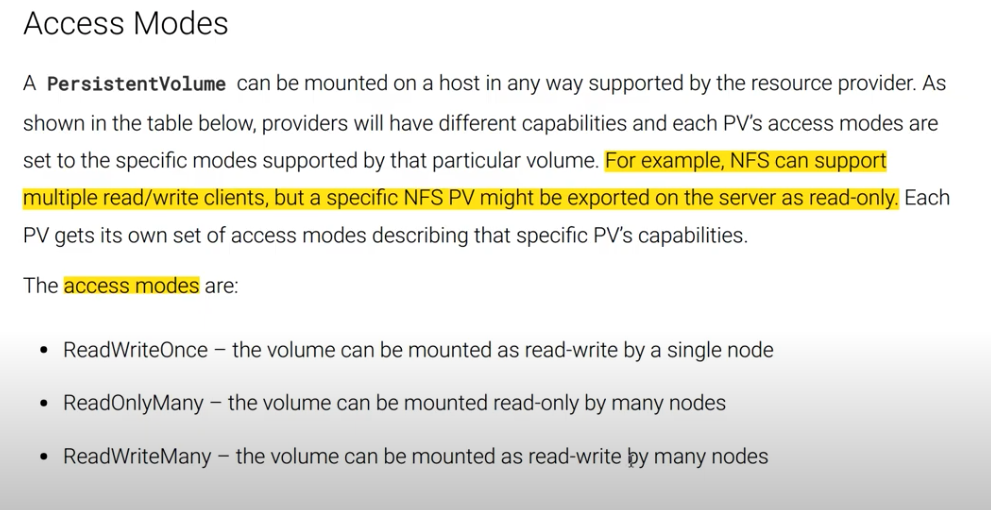 Access Modes
A PersistentVolume can be mounted on a host in any way supported by the resource provider. As
shown in the table below, providers will have different capabilities and each PV's access modes are
set to the specific modes supported by that particular volume. For example, NFS can support
multiple read/write clients, but a specific NFS PV might be exported on the server as read-only. Each
PV gets its own set of access modes describing that specific PV's capabilities.
The access modes are:
• ReadWriteOnce – the volume can be mounted as read-write by a single node
• ReadOnlyMany – the volume can be mounted read-only by many nodes
• ReadWriteMany – the volume can be mounted as read-write by many nodes